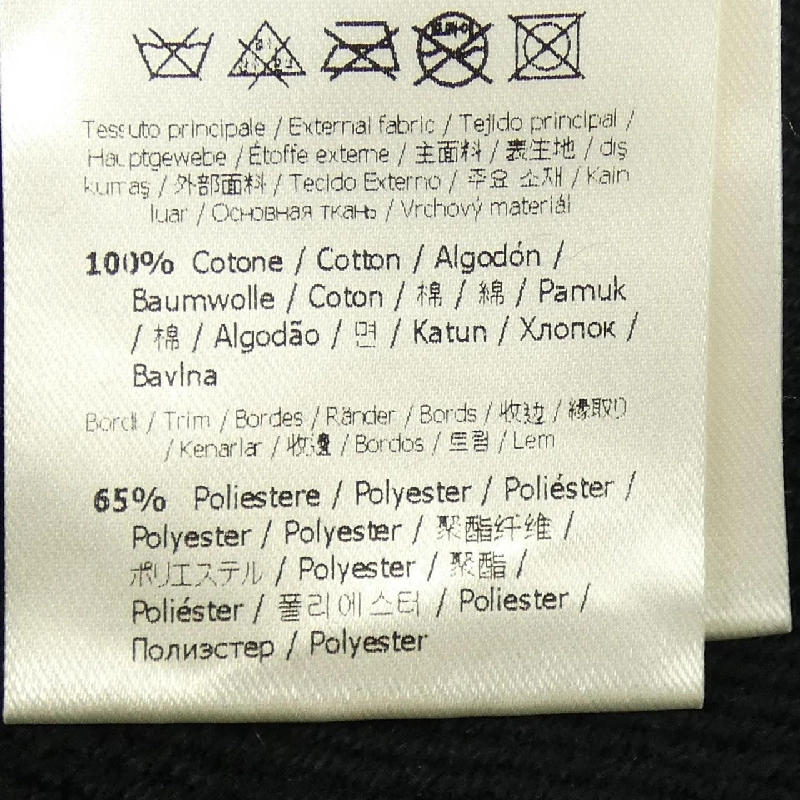 Tessuto principale / External fabric / Tejido principal /
Hauptgewebe / Étoffe externe / 主面料 / 表生地 / dış
kumaş / 外部面料 / Tecido Externo / 주요 소재 / Kain
luar / Основная ткань / Vrchový materiál
100% Cotone / Cotton / Algodón /
Baumwolle / Coton / 棉 / 綿 / Pamuk
/ 棉 / Algodão / 면 / Katun / Хлопок /
Bavlna
Bordi / Trim / Bordes / Ränder / Bords / 收边 / 縁取り
/ Kenarlar / 收邊 / Bordos / 트림 / Lem
65% Poliestere / Polyester / Poliéster /
Polyester / Polyester / 聚酯纤维 /
ポリエステル / Polyester / 聚酯 /
Poliéster / 폴리에스터 / Poliester /
Полиэстер / Polyester